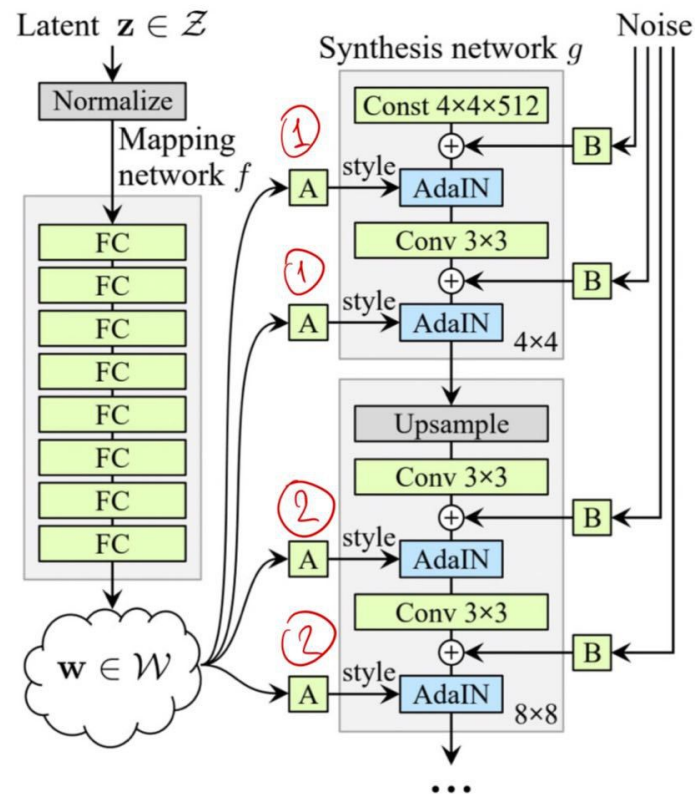 Latent z ∈ 𝒵
Noise
Synthesis network g
Normalize
Mapping
network f
FC
FC
FC
FC
FC
FC
FC
FC
w ∈ 𝒲
Const 4×4×512
B
1
A
style
AdaIN
Conv 3×3
B
1
A
style
AdaIN
4×4
Upsample
Conv 3×3
B
2
A
style
AdaIN
Conv 3×3
B
2
A
style
AdaIN
8×8
...